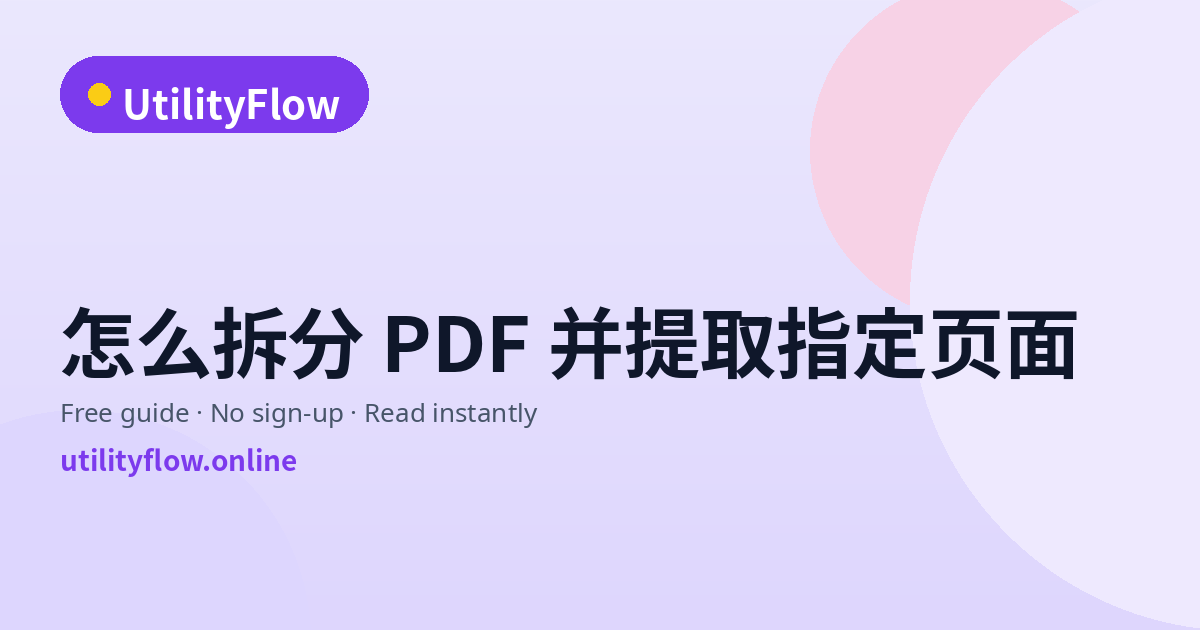 UtilityFlow
怎么拆分 PDF 并提取指定页面
Free guide · No sign-up · Read instantly
utilityflow.online